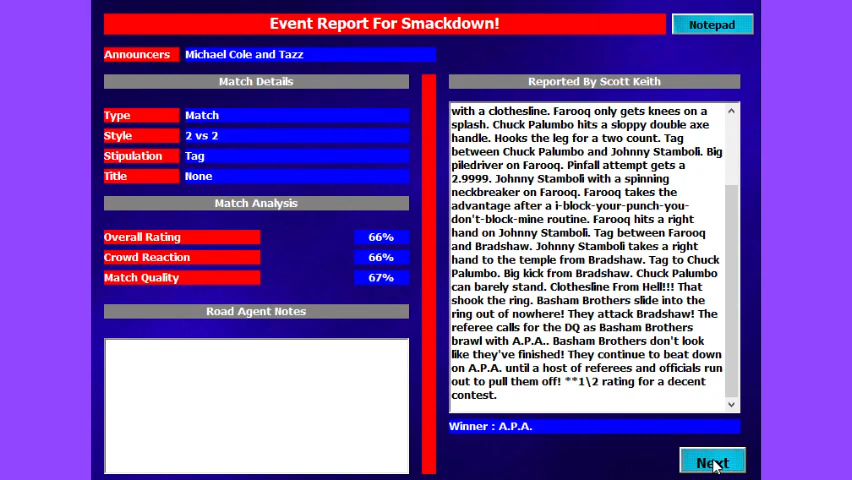 Event Report For Smackdown!
Notepad
Announcers Michael Cole and Tazz
Match Details
Type Match
Style 2 vs 2
Stipulation Tag
Title None
Match Analysis
Overall Rating 66%
Crowd Reaction 66%
Match Quality 67%
Road Agent Notes
Reported By Scott Keith
with a clothesline. Farooq only gets knees on a
splash. Chuck Palumbo hits a sloppy double axe
handle. Hooks the leg for a two count. Tag
between Chuck Palumbo and Johnny Stamboli. Big
piledriver on Farooq. Pinfall attempt gets a
2.9999. Johnny Stamboli with a spinning
neckbreaker on Farooq. Farooq takes the
advantage after a i-block-your-punch-you-
don't-block-mine routine. Farooq hits a right
hand on Johnny Stamboli. Tag between Farooq
and Bradshaw. Johnny Stamboli takes a right
hand to the temple from Bradshaw. Tag to Chuck
Palumbo. Big kick from Bradshaw. Chuck Palumbo
can barely stand. Clothesline From Hell!!! That
shook the ring. Basham Brothers slide into the
ring out of nowhere! They attack Bradshaw! The
referee calls for the DQ as Basham Brothers
brawl with A.P.A.. Basham Brothers don't look
like they've finished! They continue to beat down
on A.P.A. until a host of referees and officials run
out to pull them off! **1\2 rating for a decent
contest.
Winner : A.P.A.
Next